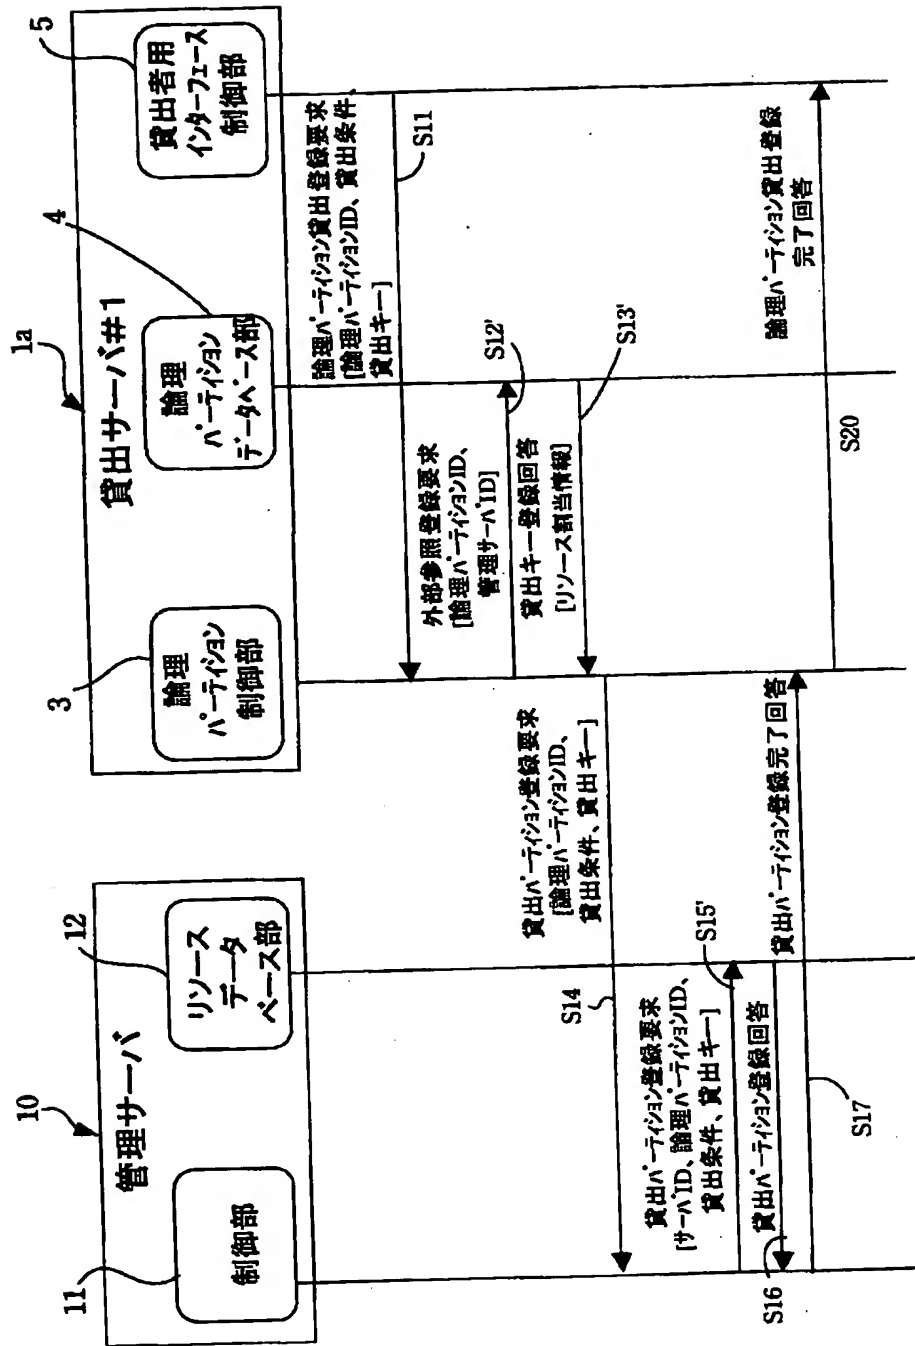 10
管理サーバ
11
制御部
12
リソース
データ
ベース部
1a
貸出サーバ#1
3
論理
パーティション
制御部
4
論理
パーティション
データベース部
5
貸出者用
インターフェース
制御部
論理パーティション貸出登録要求
[論理パーティションID、貸出条件、
貸出キー]
S11
外部参照登録要求
[論理パーティションID、
管理サーバID]
S12'
貸出キー登録回答
[リソース割当情報]
S13'
貸出パーティション登録要求
[論理パーティションID、
貸出条件、貸出キー]
S14
貸出パーティション登録要求
[サーバID、論理パーティションID、
貸出条件、貸出キー]
S15'
貸出パーティション登録回答
S16
貸出パーティション登録完了回答
S17
論理パーティション貸出登録
完了回答
S20